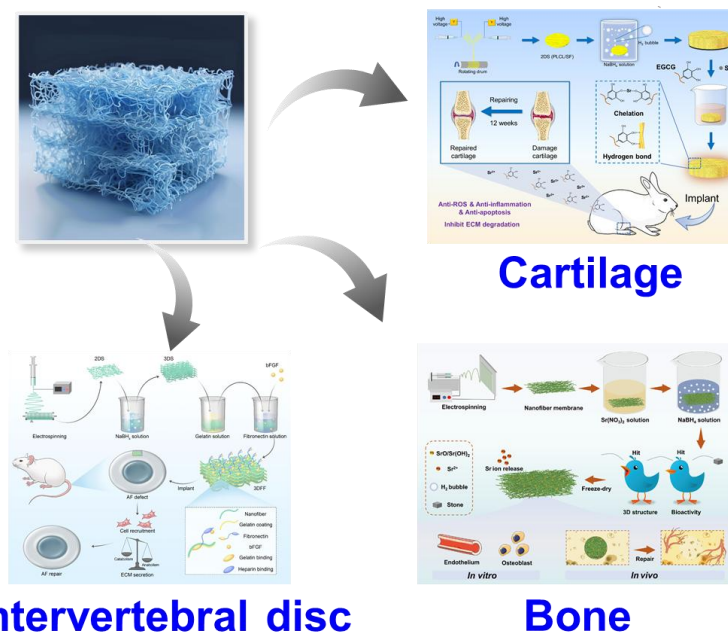 High
voltage
High
voltage
Rotating drum
2DS (PLCL/SF)
NaBH₄ solution
H₂ bubble
EGCG
Chelation
Hydrogen bond
Repairing
12 weeks
Repaired
cartilage
Damage
cartilage
Anti-ROS & Anti-inflammation
& Anti-apoptosis
Inhibit ECM degradation
Implant
Cartilage
2DS
3DS
bFGF
Electrospinning
NaBH₄ solution
Gelatin solution
Fibronectin solution
AF defect
Implant
3DFF
Cell recruitment
AF repair
ECM secretion
Nanofiber
Gelatin coating
Fibronectin
bFGF
Gelatin binding
Heparin binding
ntervertebral disc
Electrospinning
Nanofiber membrane
Sr(NO₃)₂ solution
NaBH₄ solution
SrO/Sr(OH)₂
Sr²⁺
H₂ bubble
Stone
Sr ion release
Freeze-dry
Hit
Hit
3D structure
Bioactivity
Endothelium
Osteoblast
In vitro
Repair
In vivo
Bone